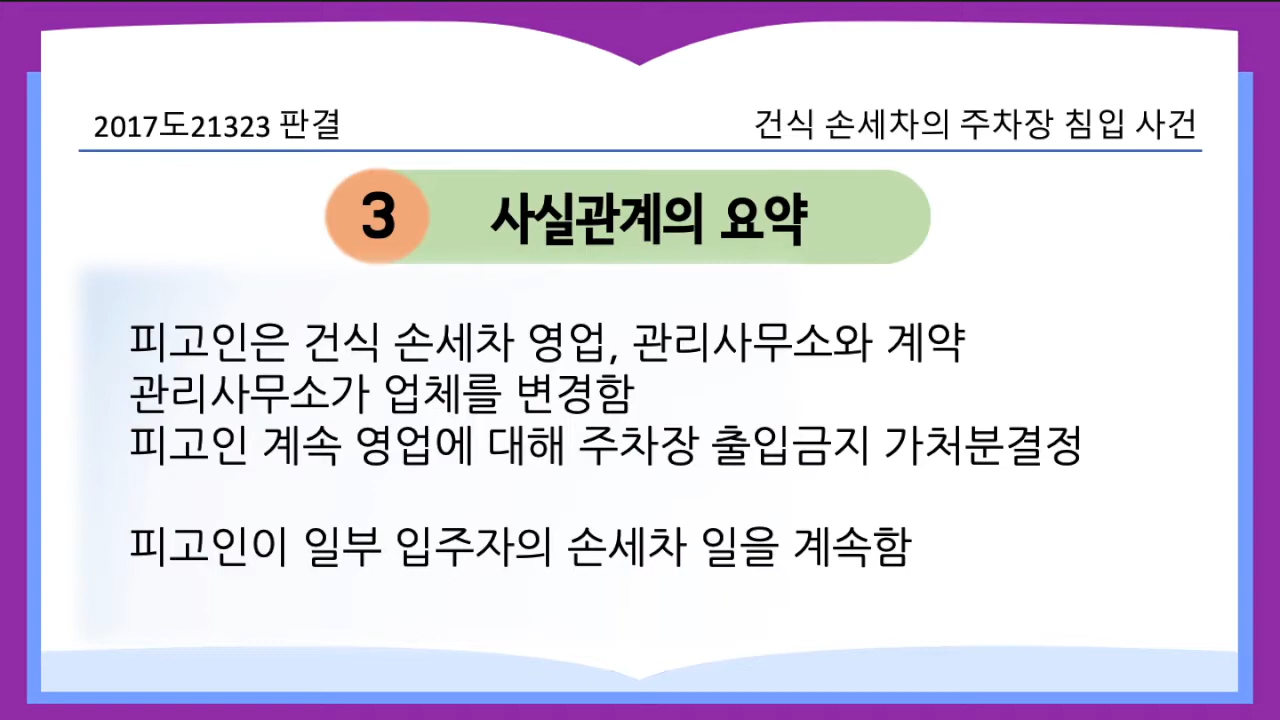 2017도21323 판결
건식 손세차의 주차장 침입 사건
3 사실관계의 요약
피고인은 건식 손세차 영업, 관리사무소와 계약
관리사무소가 업체를 변경함
피고인 계속 영업에 대해 주차장 출입금지 가처분결정
피고인이 일부 입주자의 손세차 일을 계속함